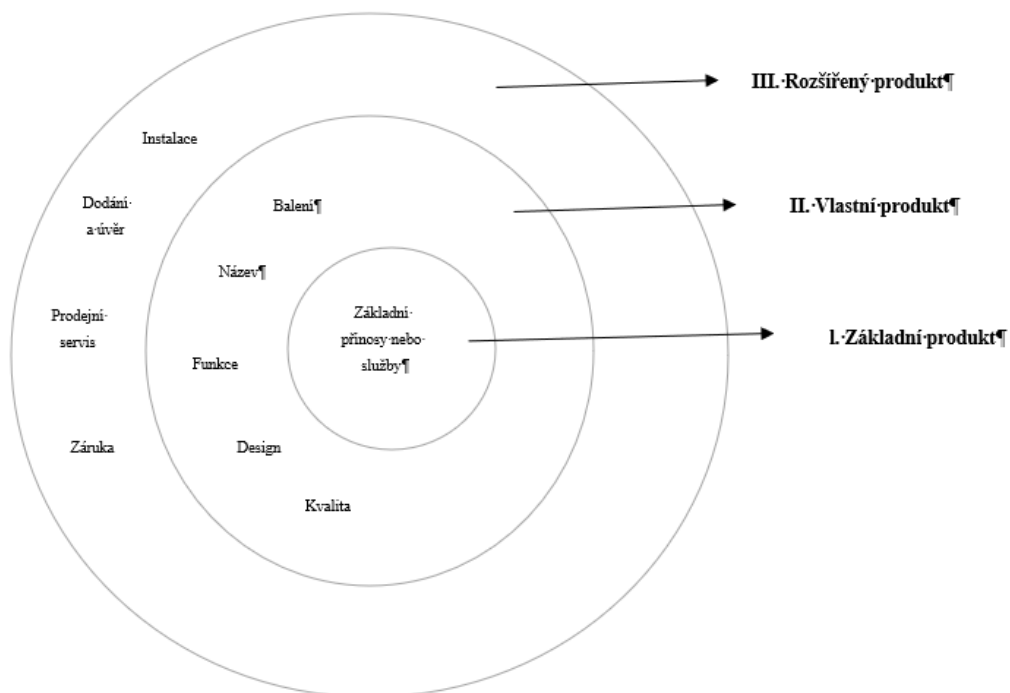 III.·Rozšířený·produkt¶
Instalace
Dodání·
a·úvěr
Balení¶
II.·Vlastní·produkt¶
Název¶
Prodejní·
servis
Základní·
přínosy·nebo·
služby¶
I.·Základní·produkt¶
Funkce
Záruka
Design
Kvalita